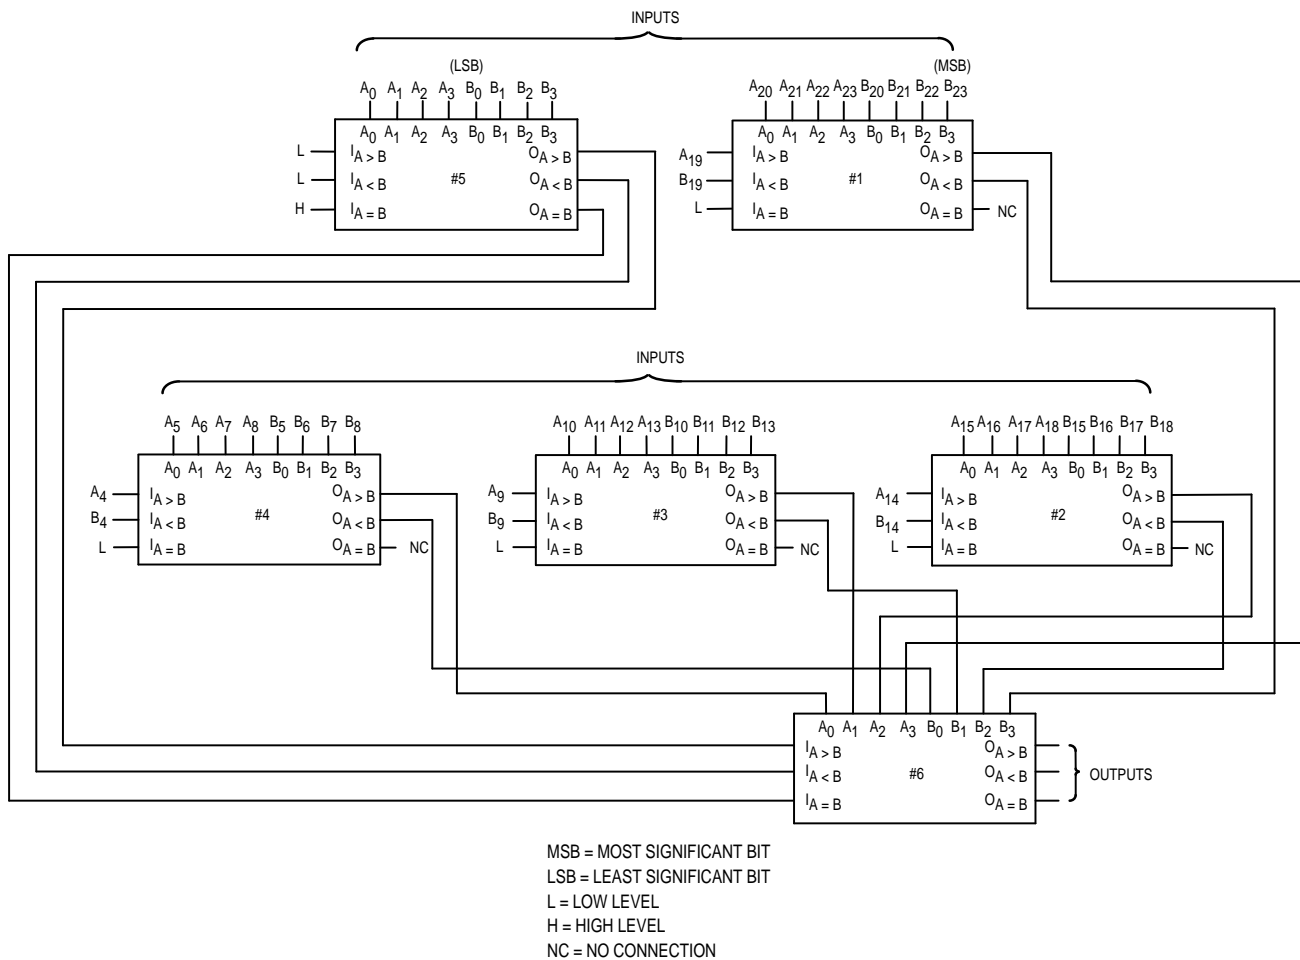 INPUTS
(LSB) (MSB)
A0 A1 A2 A3 B0 B1 B2 B3 A20 A21 A22 A23 B20 B21 B22 B23
A0 A1 A2 A3 B0 B1 B2 B3 A0 A1 A2 A3 B0 B1 B2 B3
L IA > B OA > B A19 IA > B OA > B
L IA < B #5 OA < B B19 IA < B #1 OA < B
H IA = B OA = B L IA = B OA = B NC
INPUTS
A5 A6 A7 A8 B5 B6 B7 B8 A10 A11 A12 A13 B10 B11 B12 B13 A15 A16 A17 A18 B15 B16 B17 B18
A0 A1 A2 A3 B0 B1 B2 B3 A0 A1 A2 A3 B0 B1 B2 B3 A0 A1 A2 A3 B0 B1 B2 B3
A4 IA > B OA > B A9 IA > B OA > B A14 IA > B OA > B
B4 IA < B #4 OA < B B9 IA < B #3 OA < B B14 IA < B #2 OA < B
L IA = B OA = B NC L IA = B OA = B NC L IA = B OA = B NC
A0 A1 A2 A3 B0 B1 B2 B3
IA > B OA > B
IA < B #6 OA < B OUTPUTS
IA = B OA = B
MSB = MOST SIGNIFICANT BIT
LSB = LEAST SIGNIFICANT BIT
L = LOW LEVEL
H = HIGH LEVEL
NC = NO CONNECTION